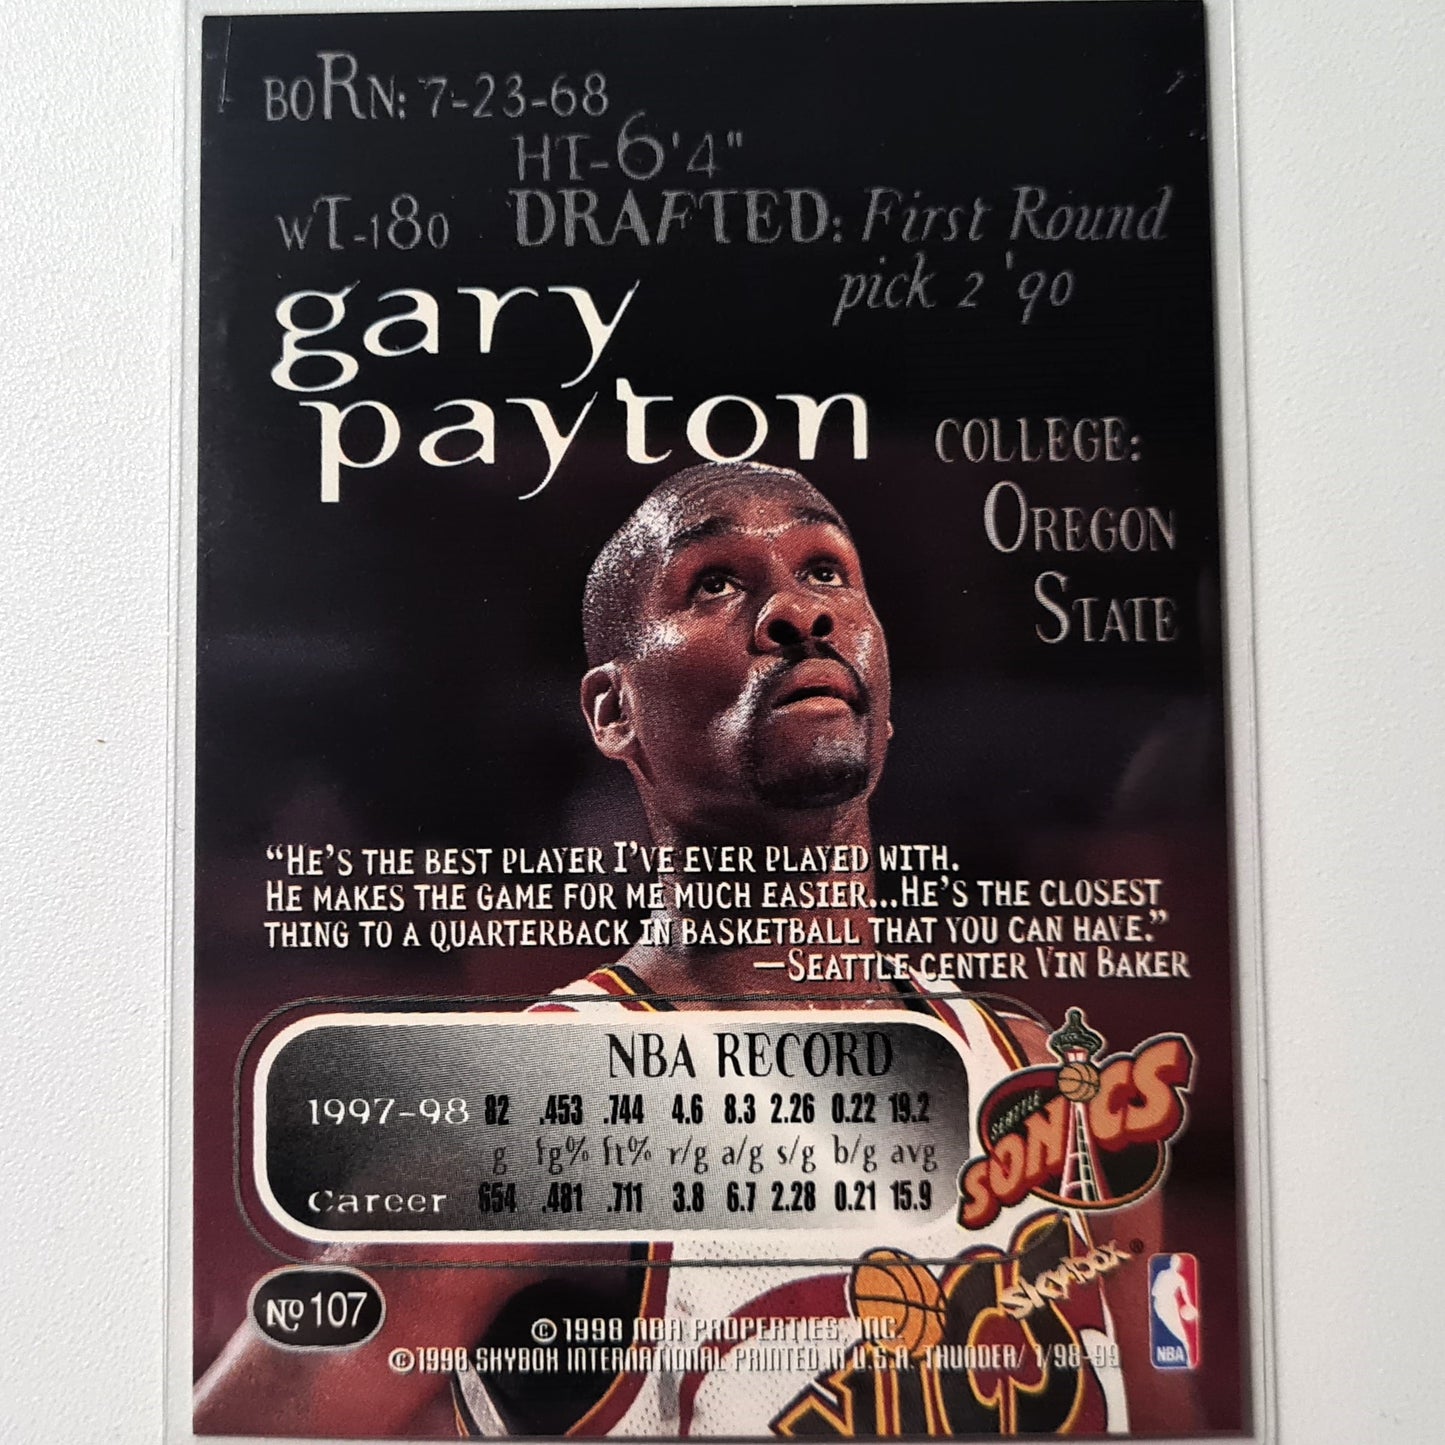 BORN: 7-23-68
HT-6'4"
WT-180 DRAFTED: First Round
pick 2 '90
gary
payton
COLLEGE:
OREGON
STATE
“HE'S THE BEST PLAYER I'VE EVER PLAYED WITH.
HE MAKES THE GAME FOR ME MUCH EASIER...HE'S THE CLOSEST
THING TO A QUARTERBACK IN BASKETBALL THAT YOU CAN HAVE.”
—SEATTLE CENTER VIN BAKER
NBA RECORD
1997-98 82 .453 .744 4.6 8.3 2.26 0.22 19.2
g fg% ft% r/g a/g s/g b/g avg
Career 654 .481 .711 3.8 6.7 2.28 0.21 15.9
SEATTLE
SONICS
SkyBox ®
Nº 107
© 1998 NBA PROPERTIES, INC.
© 1998 SKYBOX INTERNATIONAL PRINTED IN U.S.A. THUNDER/ 1/98-99
NBA